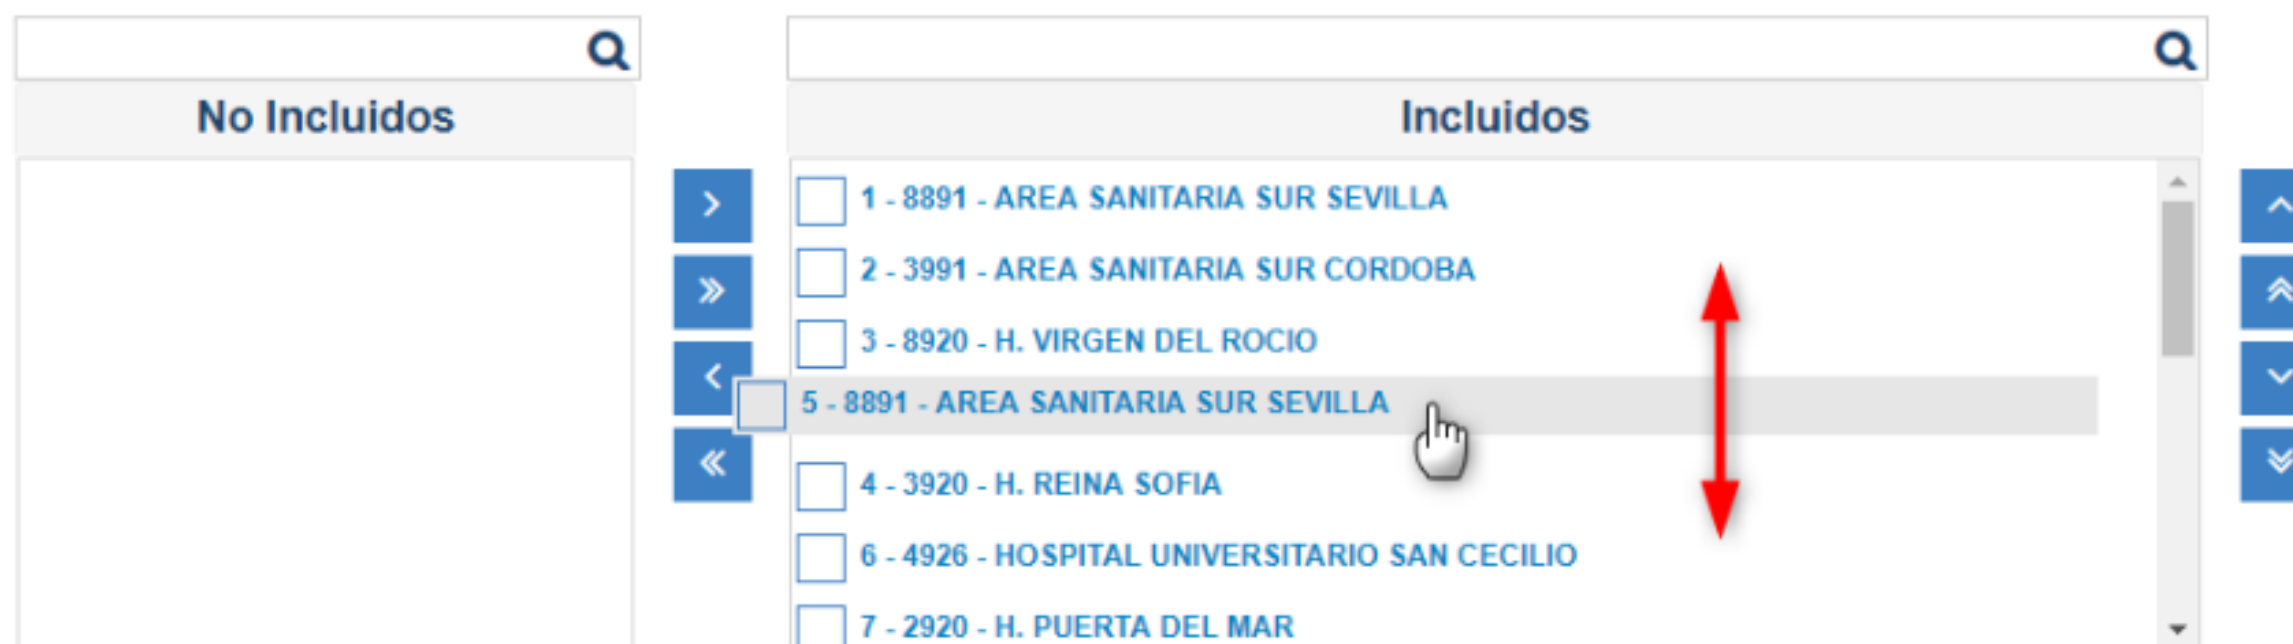 No Incluidos
Incluidos
1 - 8891 - AREA SANITARIA SUR SEVILLA
2 - 3991 - AREA SANITARIA SUR CORDOBA
3 - 8920 - H. VIRGEN DEL ROCIO
5 - 8891 - AREA SANITARIA SUR SEVILLA
4 - 3920 - H. REINA SOFIA
6 - 4926 - HOSPITAL UNIVERSITARIO SAN CECILIO
7 - 2920 - H. PUERTA DEL MAR